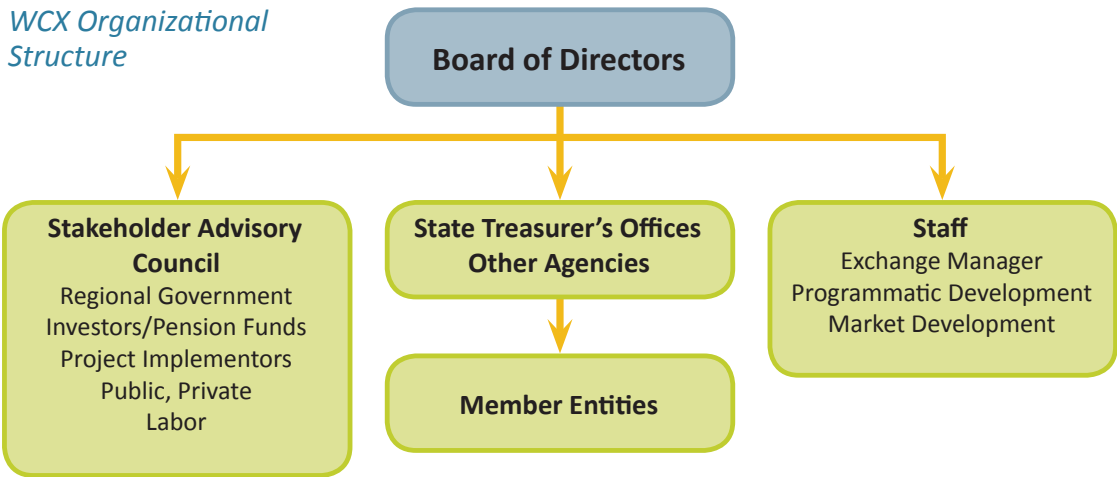 WCX Organizational
Structure
Board of Directors
Stakeholder Advisory
Council
Regional Government
Investors/Pension Funds
Project Implementors
Public, Private
Labor
State Treasurer’s Offices
Other Agencies
Member Entities
Staff
Exchange Manager
Programmatic Development
Market Development